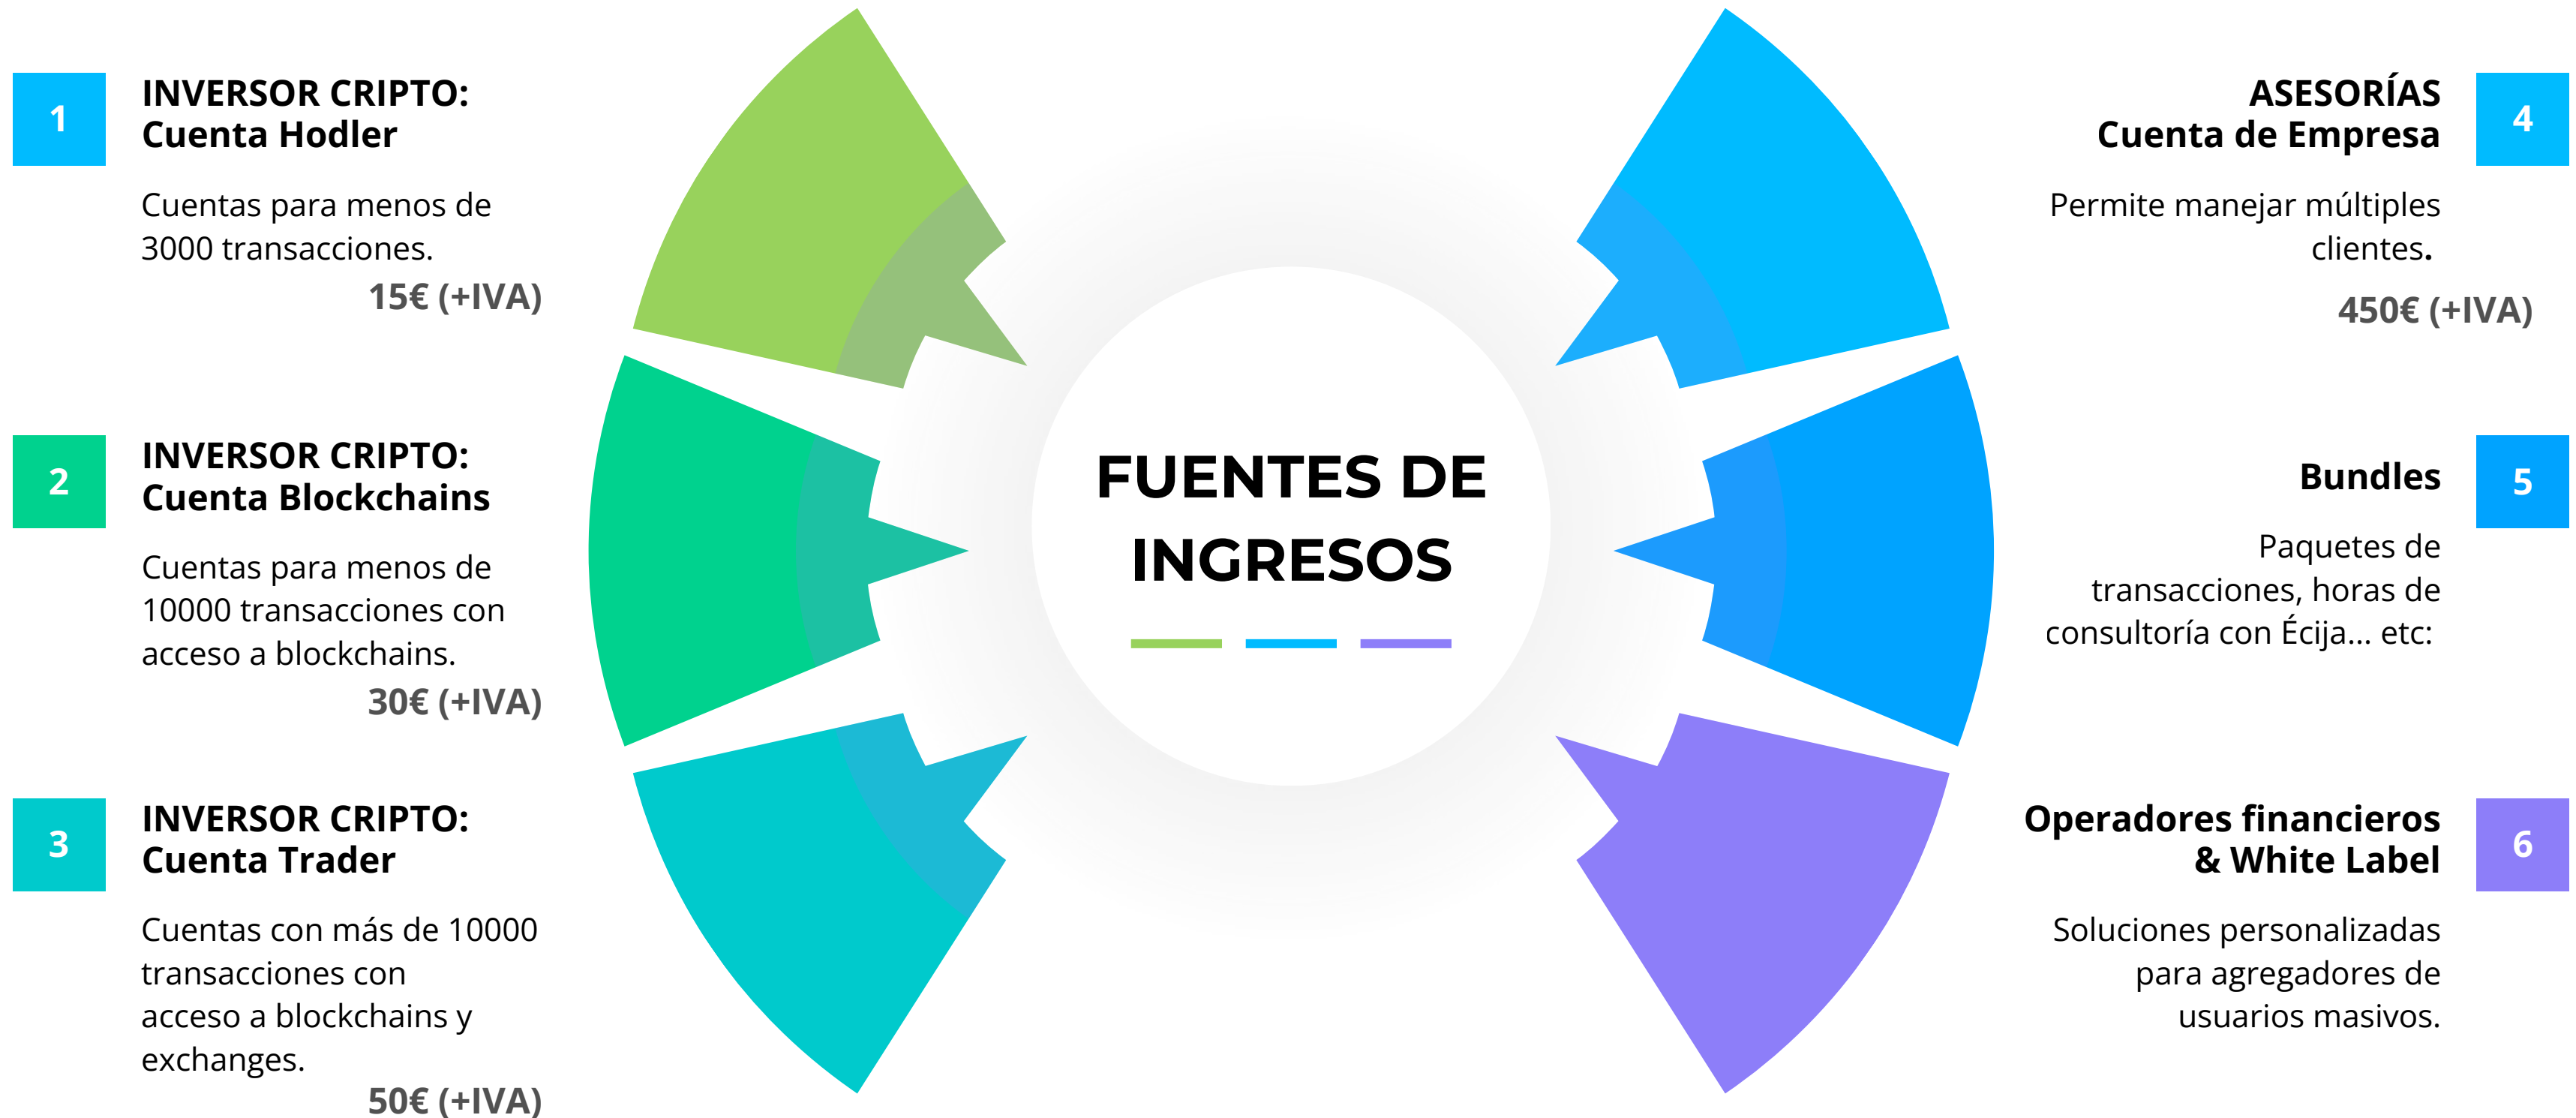 1
INVERSOR CRIPTO:
Cuenta Hodler
Cuentas para menos de
3000 transacciones.
15€ (+IVA)
2
INVERSOR CRIPTO:
Cuenta Blockchains
Cuentas para menos de
10000 transacciones con
acceso a blockchains.
30€ (+IVA)
3
INVERSOR CRIPTO:
Cuenta Trader
Cuentas con más de 10000
transacciones con
acceso a blockchains y
exchanges.
50€ (+IVA)
FUENTES DE
INGRESOS
ASESORÍAS
Cuenta de Empresa
4
Permite manejar múltiples
clientes.
450€ (+IVA)
Bundles
5
Paquetes de
transacciones, horas de
consultoría con Écija... etc:
Operadores financieros
& White Label
6
Soluciones personalizadas
para agregadores de
usuarios masivos.